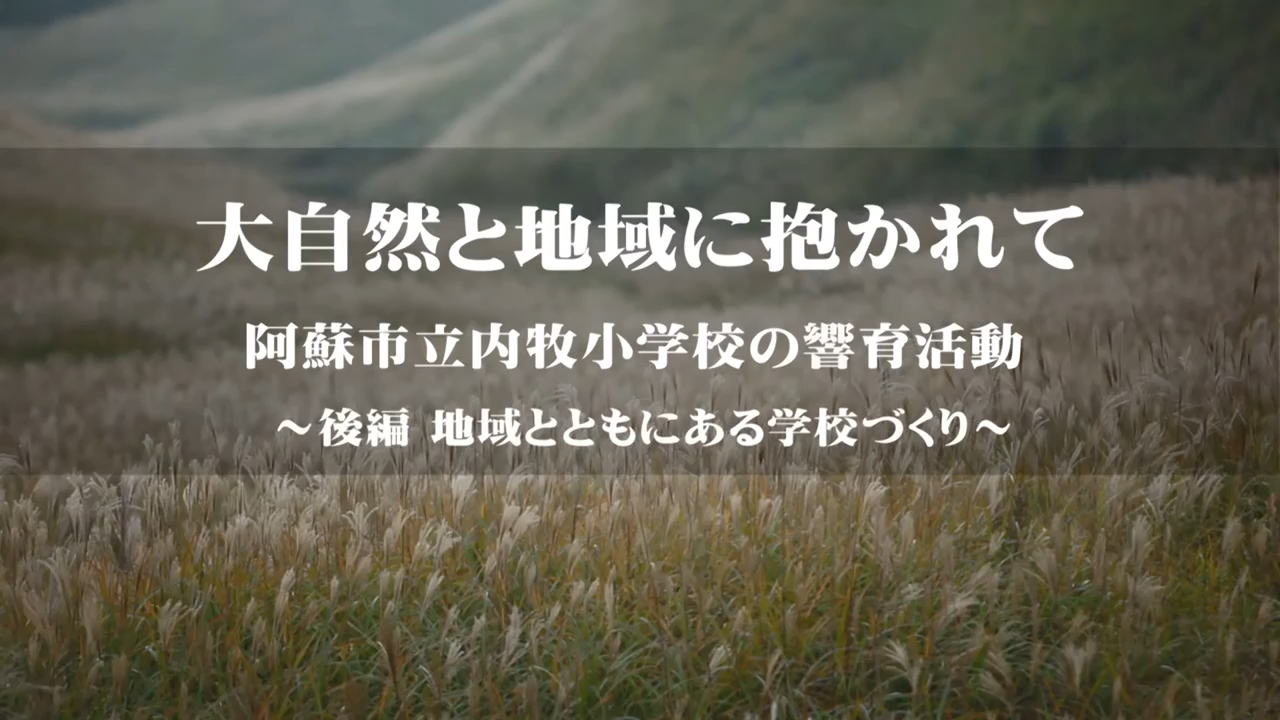 大自然と地域に抱かれて
阿蘇市立内牧小学校の響育活動
～後編 地域とともにある学校づくり～